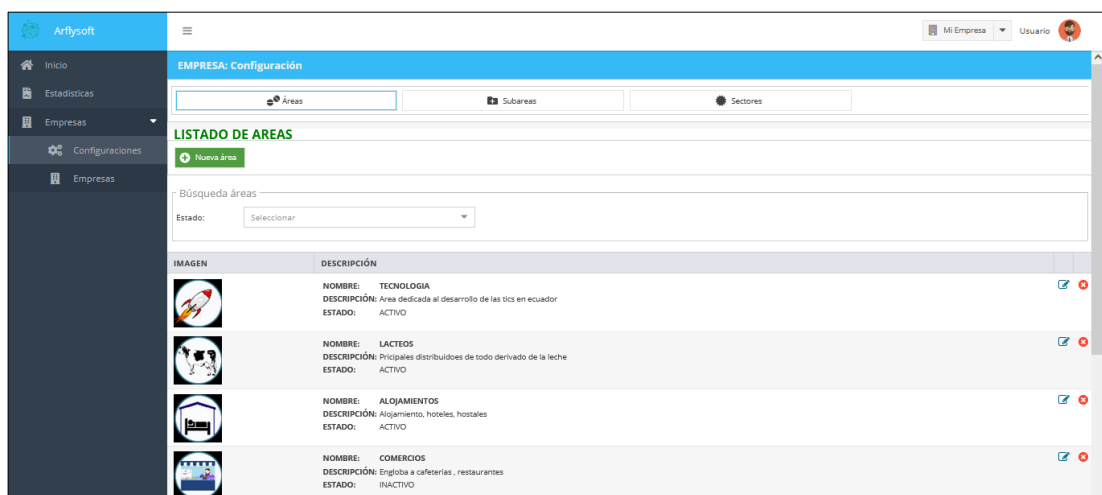 Arflysoft
Mi Empresa
Usuario
Inicio
Estadísticas
Empresas
Configuraciones
Empresas
EMPRESA: Configuración
Áreas
Subareas
Sectores
LISTADO DE AREAS
Nueva área
Búsqueda áreas
Estado: Seleccionar
IMAGEN DESCRIPCIÓN
NOMBRE: TECNOLOGIA
DESCRIPCIÓN: Area dedicada al desarrollo de las tics en ecuador
ESTADO: ACTIVO
NOMBRE: LACTEOS
DESCRIPCIÓN: Pricipales distribuidoes de todo derivado de la leche
ESTADO: ACTIVO
NOMBRE: ALOJAMIENTOS
DESCRIPCIÓN: Alojamiento, hoteles, hostales
ESTADO: ACTIVO
NOMBRE: COMERCIOS
DESCRIPCIÓN: Engloba a cafeterias , restaurantes
ESTADO: INACTIVO